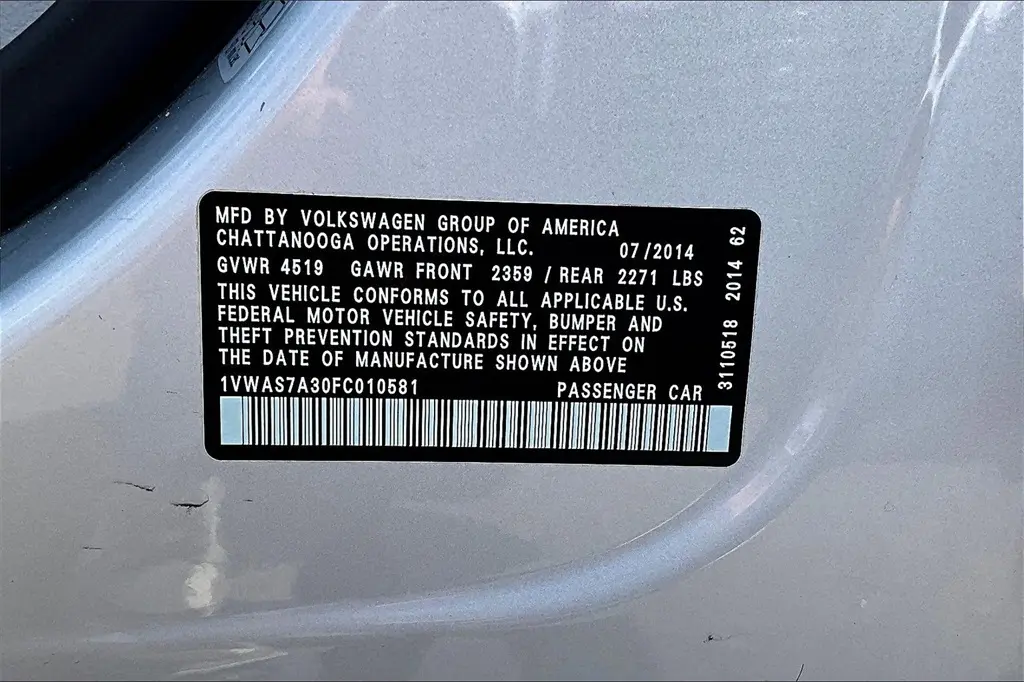 MFD BY VOLKSWAGEN GROUP OF AMERICA
CHATTANOOGA OPERATIONS, LLC. 07/2014
GVWR 4519 GAWR FRONT 2359 / REAR 2271 LBS
THIS VEHICLE CONFORMS TO ALL APPLICABLE U.S.
FEDERAL MOTOR VEHICLE SAFETY, BUMPER AND
THEFT PREVENTION STANDARDS IN EFFECT ON
THE DATE OF MANUFACTURE SHOWN ABOVE
1VWAS7A30FC010581 PASSENGER CAR
3110518 2014 62